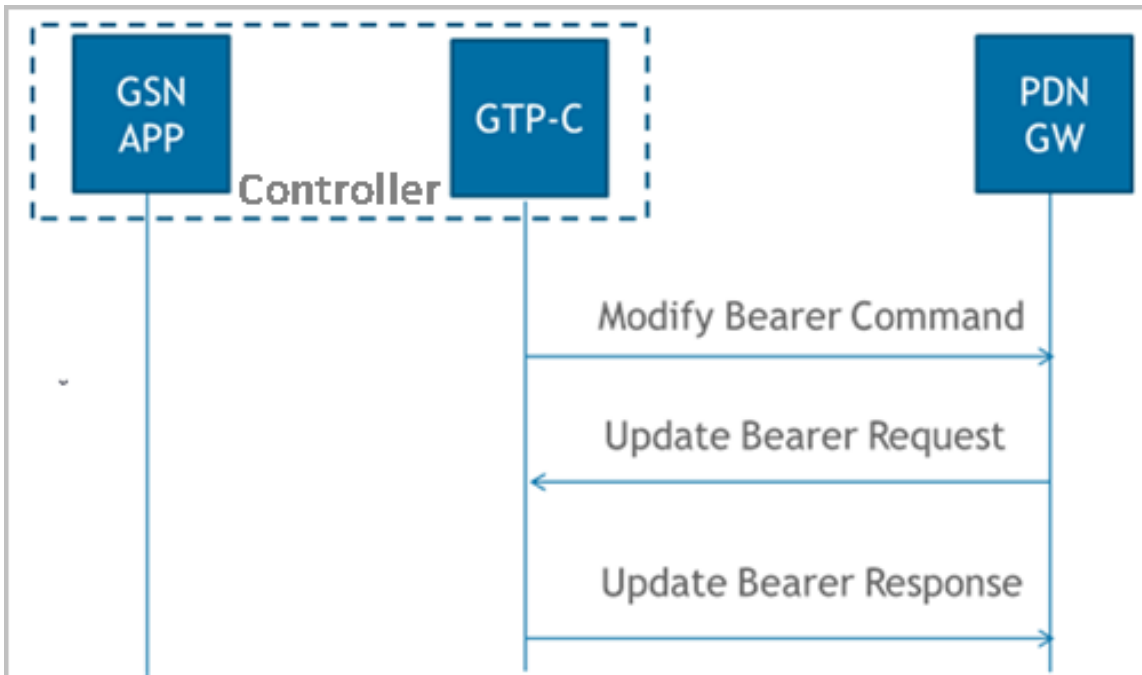 GSN
APP
GTP-C
PDN
GW
Controller
Modify Bearer Command
Update Bearer Request
Update Bearer Response